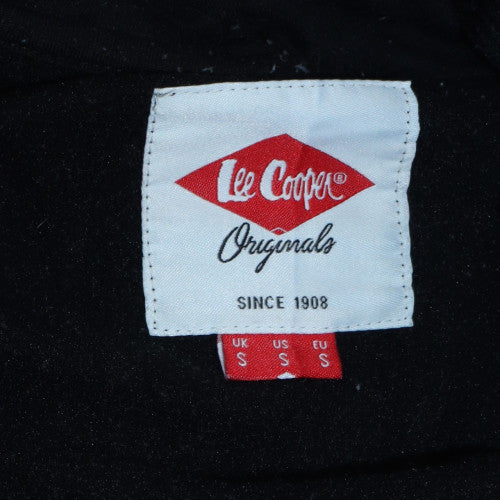 Lee Cooper®
Originals
SINCE 1908
UK US EU
S S S